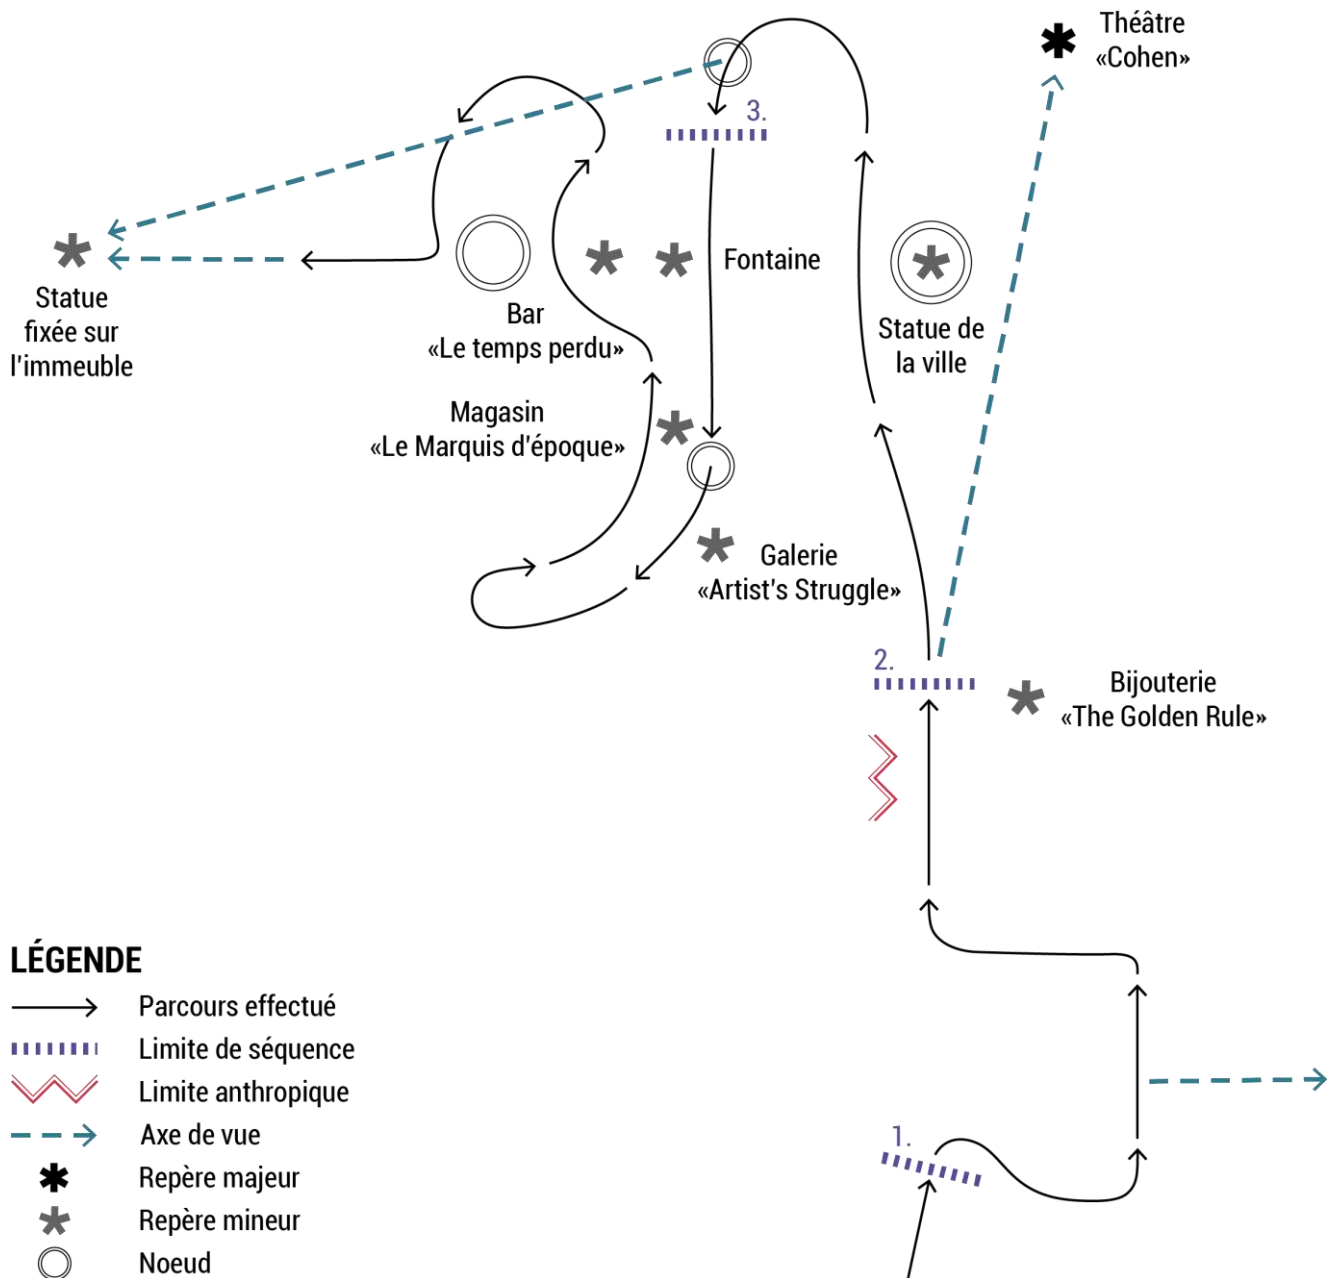 Théâtre
«Cohen»
3.
Fontaine
Statue
fixée sur
l'immeuble
Bar
«Le temps perdu»
Statue de
la ville
Magasin
«Le Marquis d'époque»
Galerie
«Artist's Struggle»
2.
Bijouterie
«The Golden Rule»
1.
LÉGENDE
Parcours effectué
Limite de séquence
Limite anthropique
Axe de vue
Repère majeur
Repère mineur
Noeud